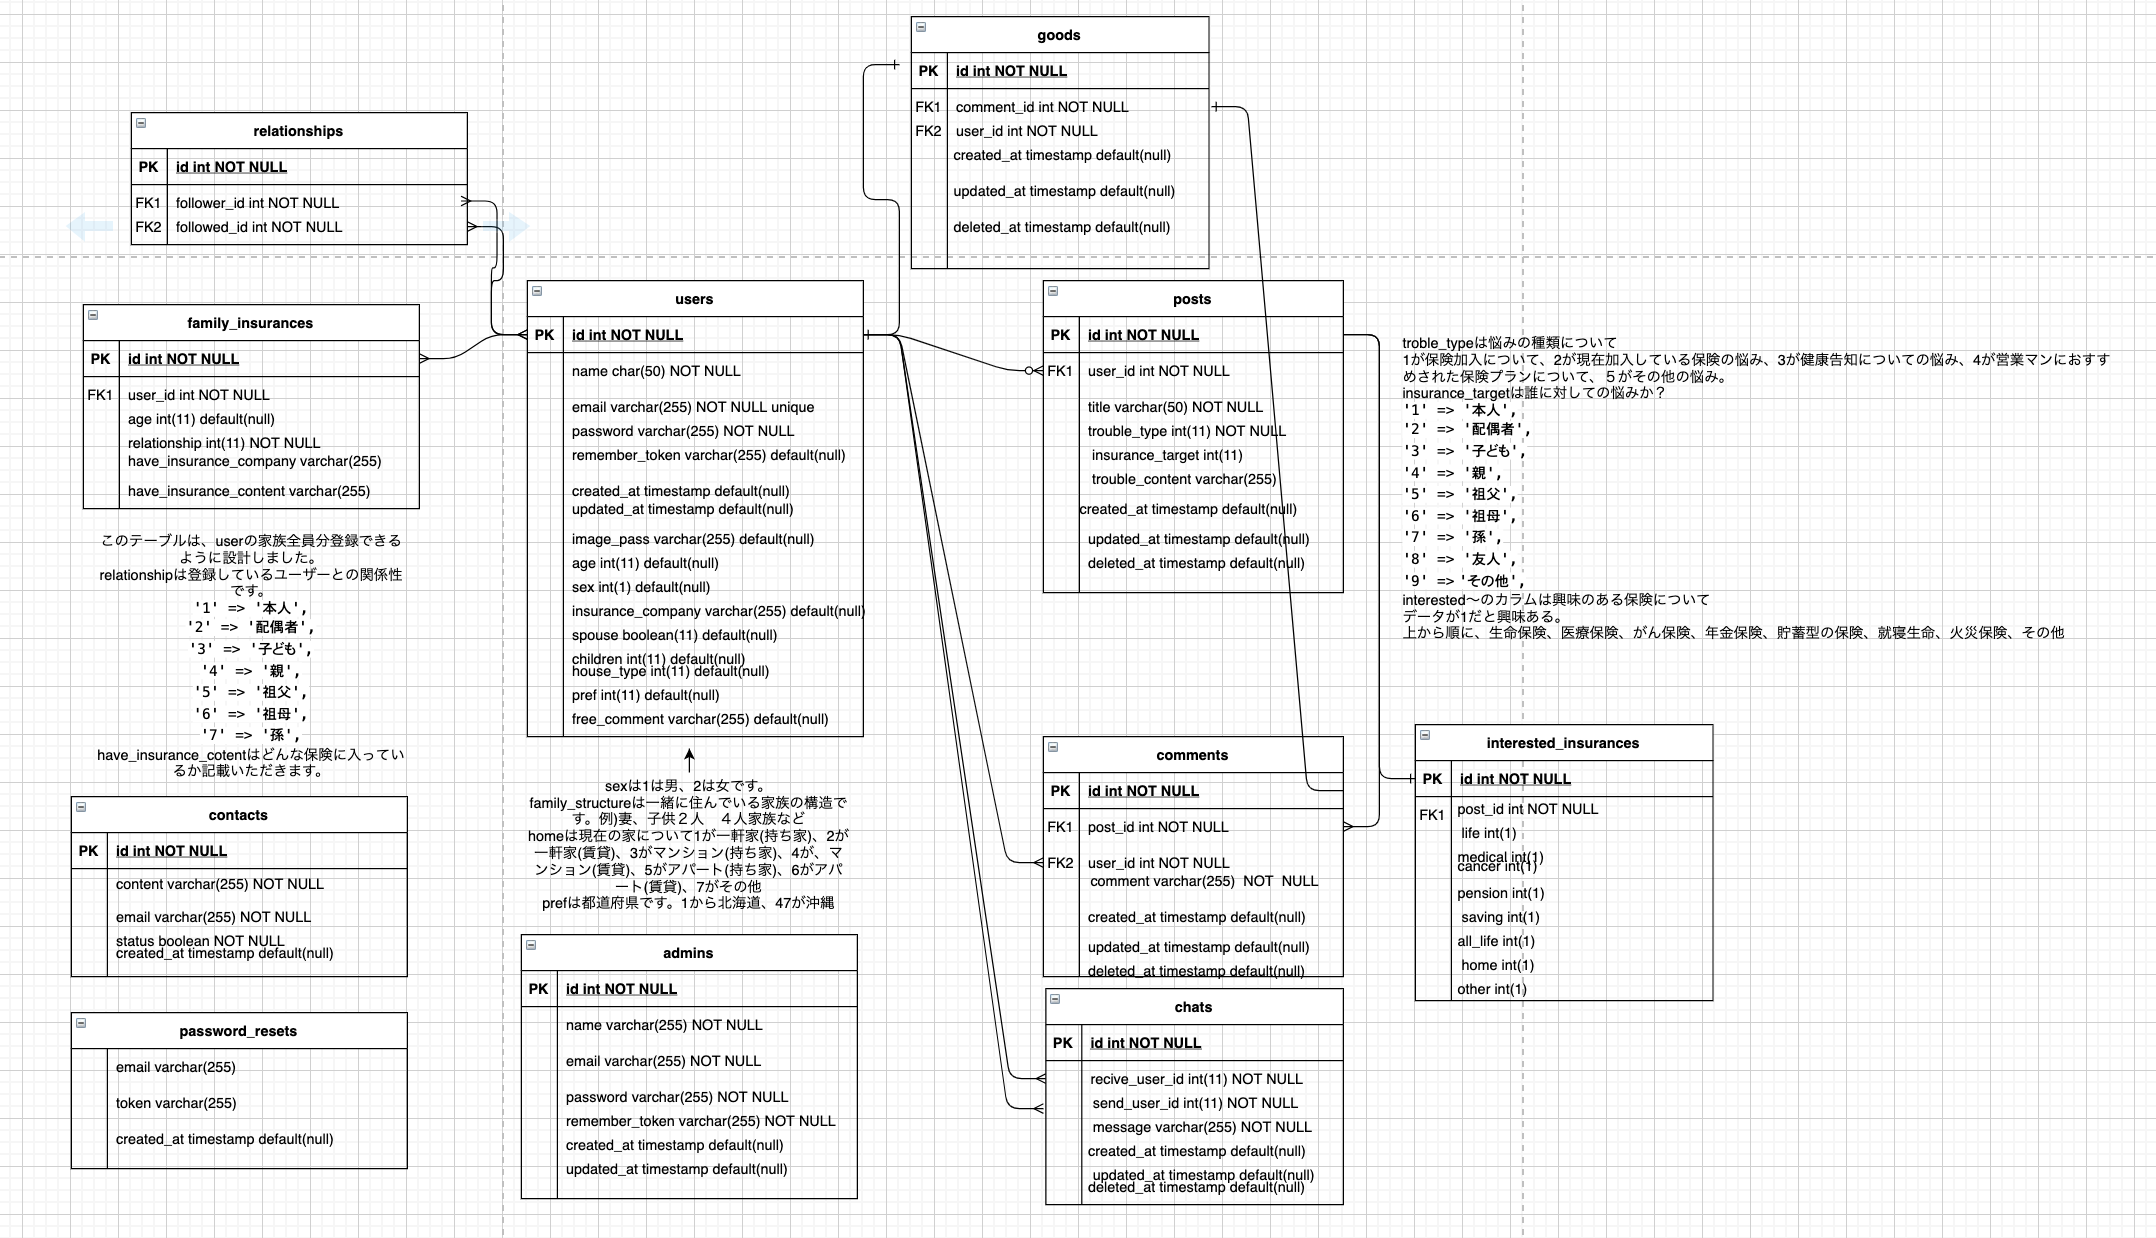 goods
PK id int NOT NULL
FK1 comment_id int NOT NULL
FK2 user_id int NOT NULL
created_at timestamp default(null)
updated_at timestamp default(null)
deleted_at timestamp default(null)
relationships
PK id int NOT NULL
FK1 follower_id int NOT NULL
FK2 followed_id int NOT NULL
family_insurances
PK id int NOT NULL
FK1 user_id int NOT NULL
age int(11) default(null)
relationship int(11) NOT NULL
have_insurance_company varchar(255)
have_insurance_content varchar(255)
このテーブルは、userの家族全員分登録できる
ように設計しました。
relationshipは登録しているユーザーとの関係性
です。
'1' => '本人',
'2' => '配偶者',
'3' => '子ども',
'4' => '親',
'5' => '祖父',
'6' => '祖母',
'7' => '孫',
have_insurance_cotentはどんな保険に入ってい
るか記載いただきます。
users
PK id int NOT NULL
name char(50) NOT NULL
email varchar(255) NOT NULL unique
password varchar(255) NOT NULL
remember_token varchar(255) default(null)
created_at timestamp default(null)
updated_at timestamp default(null)
image_pass varchar(255) default(null)
age int(11) default(null)
sex int(1) default(null)
insurance_company varchar(255) default(null)
spouse boolean(11) default(null)
children int(11) default(null)
house_type int(11) default(null)
pref int(11) default(null)
free_comment varchar(255) default(null)
sexは1は男、2は女です。
family_structureは一緒に住んでいる家族の構造で
す。例)妻、子供２人　４人家族など
homeは現在の家について1が一軒家(持ち家)、2が
一軒家(賃貸)、3がマンション(持ち家)、4が、マ
ンション(賃貸)、5がアパート(持ち家)、6がアパ
ート(賃貸)、7がその他
prefは都道府県です。1から北海道、47が沖縄
posts
PK id int NOT NULL
FK1 user_id int NOT NULL
title varchar(50) NOT NULL
trouble_type int(11) NOT NULL
insurance_target int(11)
trouble_content varchar(255)
created_at timestamp default(null)
updated_at timestamp default(null)
deleted_at timestamp default(null)
troble_typeは悩みの種類について
1が保険加入について、2が現在加入している保険の悩み、3が健康告知についての悩み、4が営業マンにおすす
めされた保険プランについて、５がその他の悩み。
insurance_targetは誰に対しての悩みか？
'1' => '本人',
'2' => '配偶者',
'3' => '子ども',
'4' => '親',
'5' => '祖父',
'6' => '祖母',
'7' => '孫',
'8' => '友人',
'9' => 'その他',
interested〜のカラムは興味のある保険について
データが1だと興味ある。
上から順に、生命保険、医療保険、がん保険、年金保険、貯蓄型の保険、就寝生命、火災保険、その他
contacts
PK id int NOT NULL
content varchar(255) NOT NULL
email varchar(255) NOT NULL
status boolean NOT NULL
created_at timestamp default(null)
password_resets
email varchar(255)
token varchar(255)
created_at timestamp default(null)
admins
PK id int NOT NULL
name varchar(255) NOT NULL
email varchar(255) NOT NULL
password varchar(255) NOT NULL
remember_token varchar(255) NOT NULL
created_at timestamp default(null)
updated_at timestamp default(null)
comments
PK id int NOT NULL
FK1 post_id int NOT NULL
FK2 user_id int NOT NULL
comment varchar(255) NOT NULL
created_at timestamp default(null)
updated_at timestamp default(null)
deleted_at timestamp default(null)
chats
PK id int NOT NULL
recive_user_id int(11) NOT NULL
send_user_id int(11) NOT NULL
message varchar(255) NOT NULL
created_at timestamp default(null)
updated_at timestamp default(null)
deleted_at timestamp default(null)
interested_insurances
PK id int NOT NULL
FK1 post_id int NOT NULL
life int(1)
medical int(1)
cancer int(1)
pension int(1)
saving int(1)
all_life int(1)
home int(1)
other int(1)